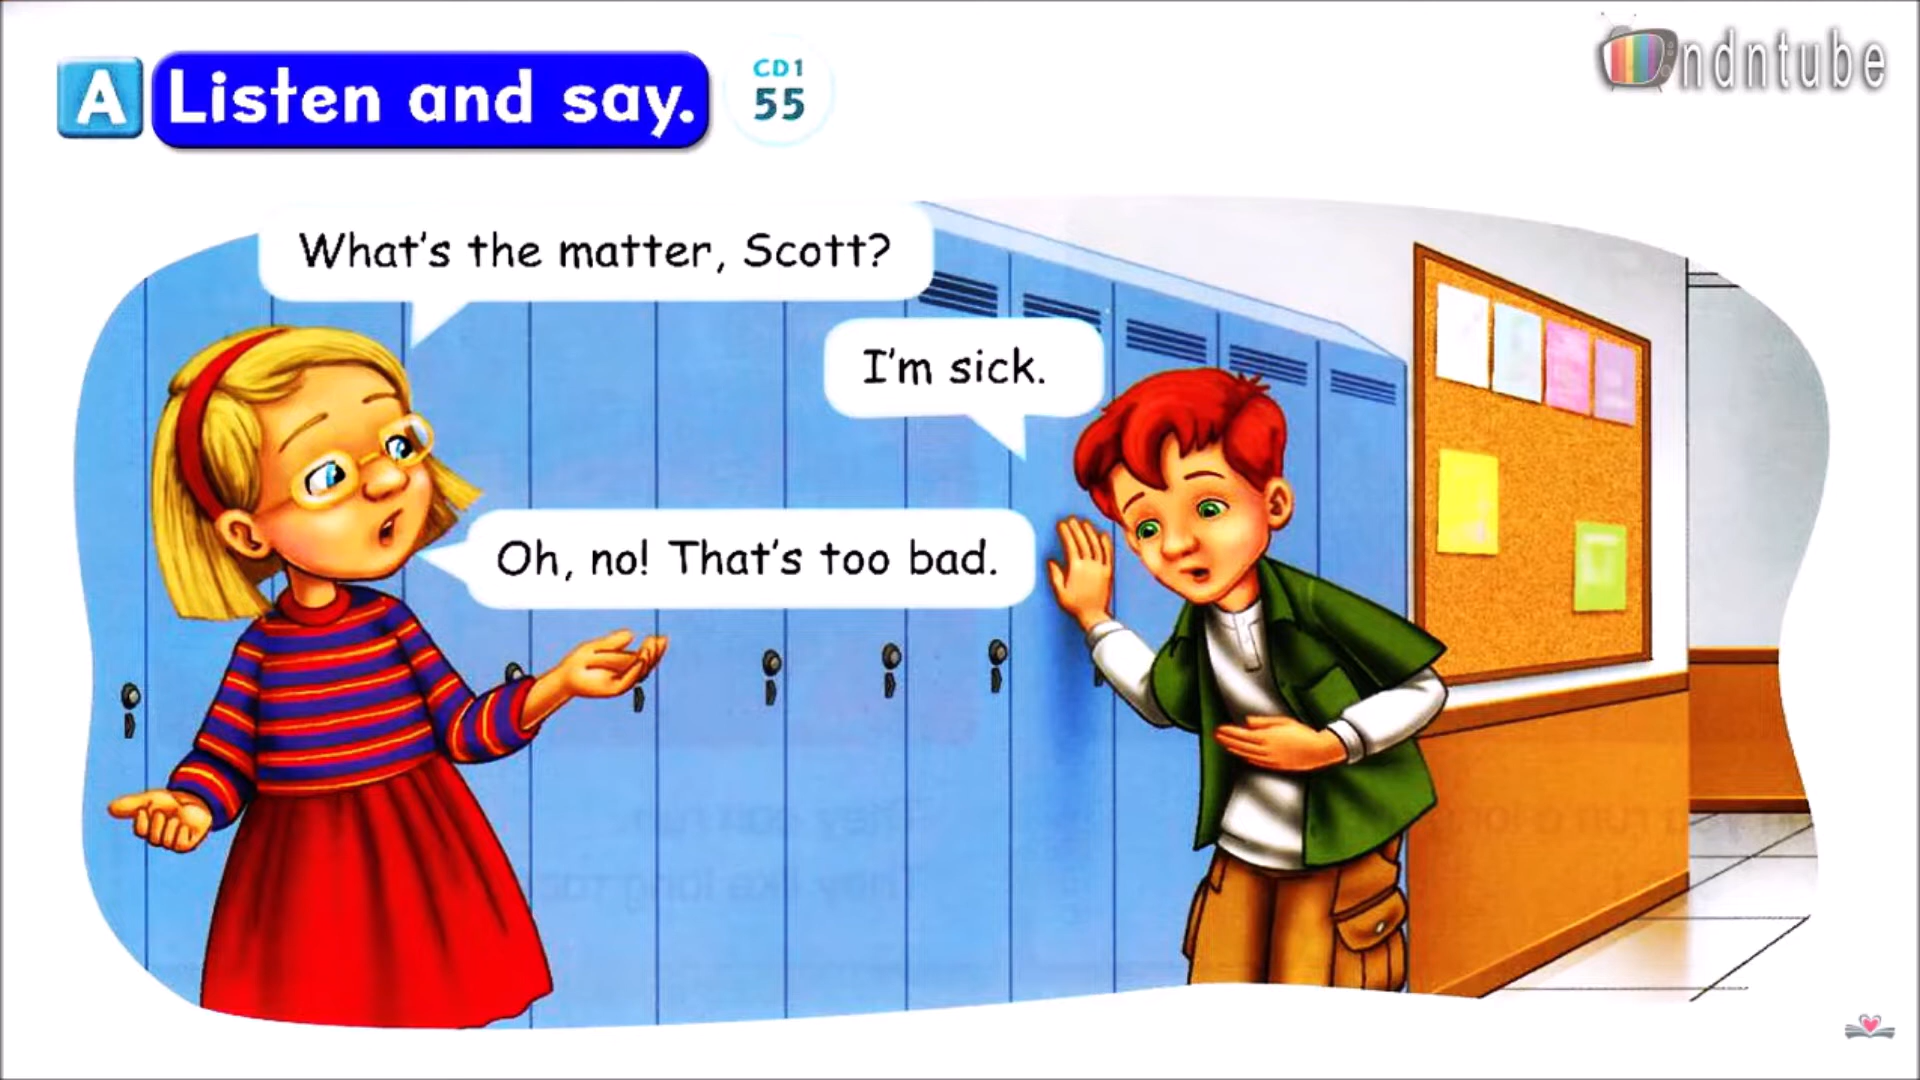 A Listen and say. CD1 55
ndntube
What's the matter, Scott?
I'm sick.
Oh, no! That's too bad.